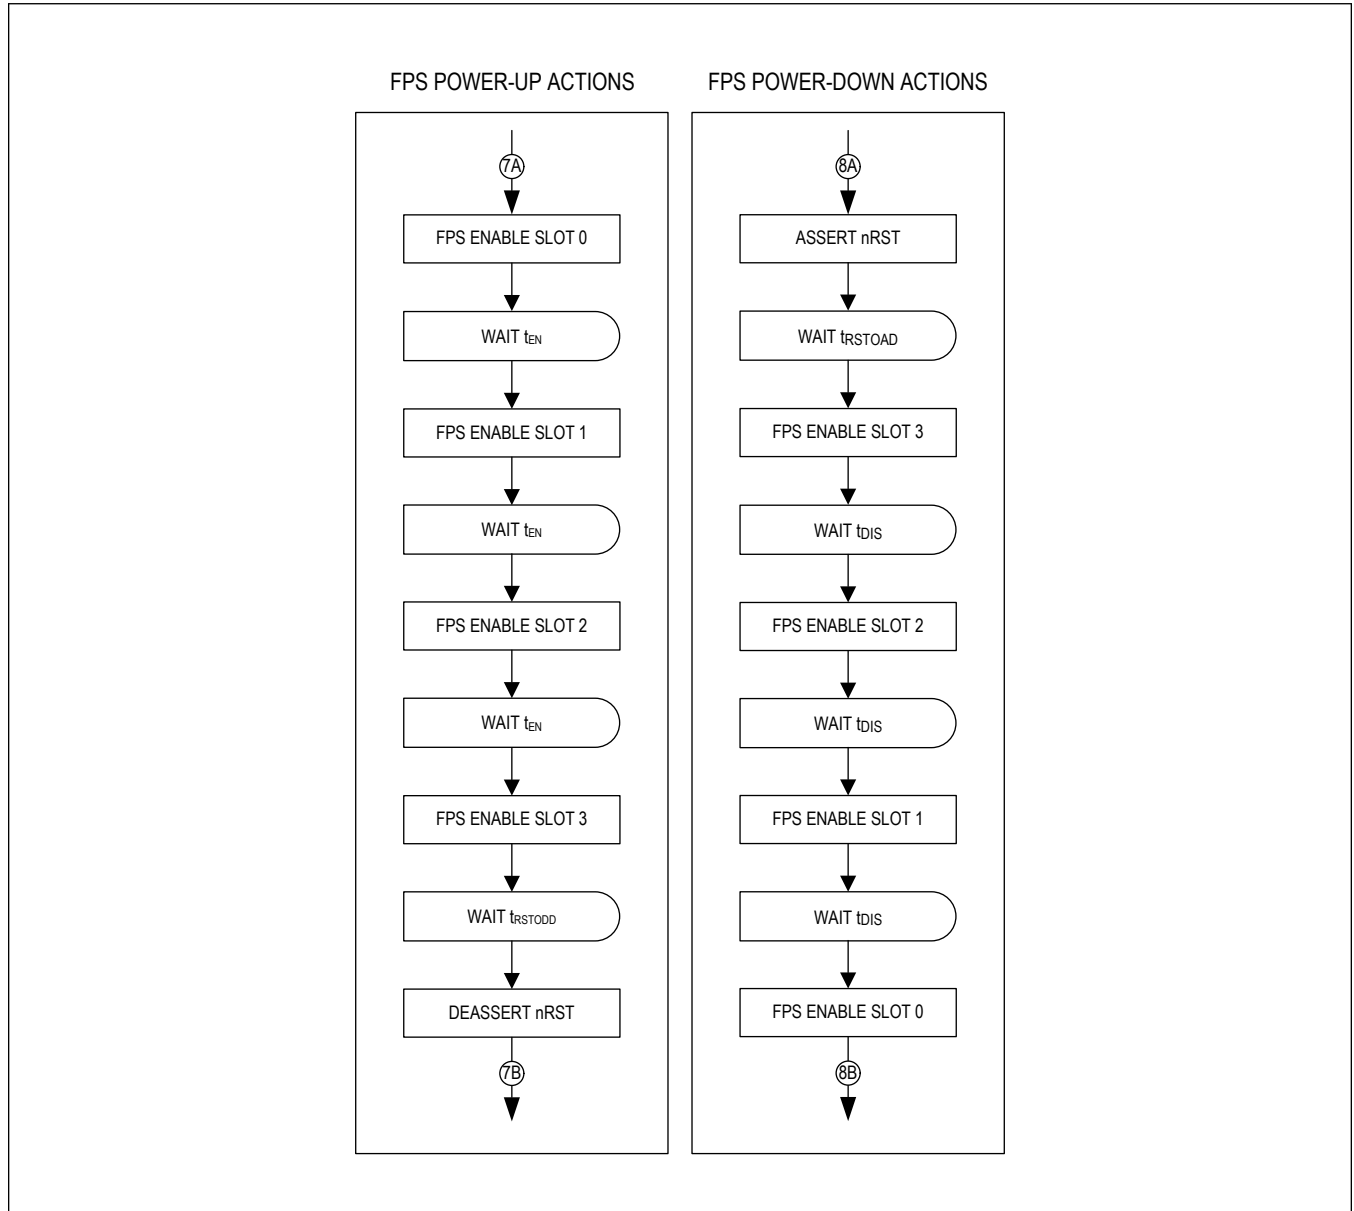 FPS POWER-UP ACTIONS
7A
FPS ENABLE SLOT 0
WAIT tEN
FPS ENABLE SLOT 1
WAIT tEN
FPS ENABLE SLOT 2
WAIT tEN
FPS ENABLE SLOT 3
WAIT tRSTODD
DEASSERT nRST
7B
FPS POWER-DOWN ACTIONS
8A
ASSERT nRST
WAIT tRSTOAD
FPS ENABLE SLOT 3
WAIT tDIS
FPS ENABLE SLOT 2
WAIT tDIS
FPS ENABLE SLOT 1
WAIT tDIS
FPS ENABLE SLOT 0
8B